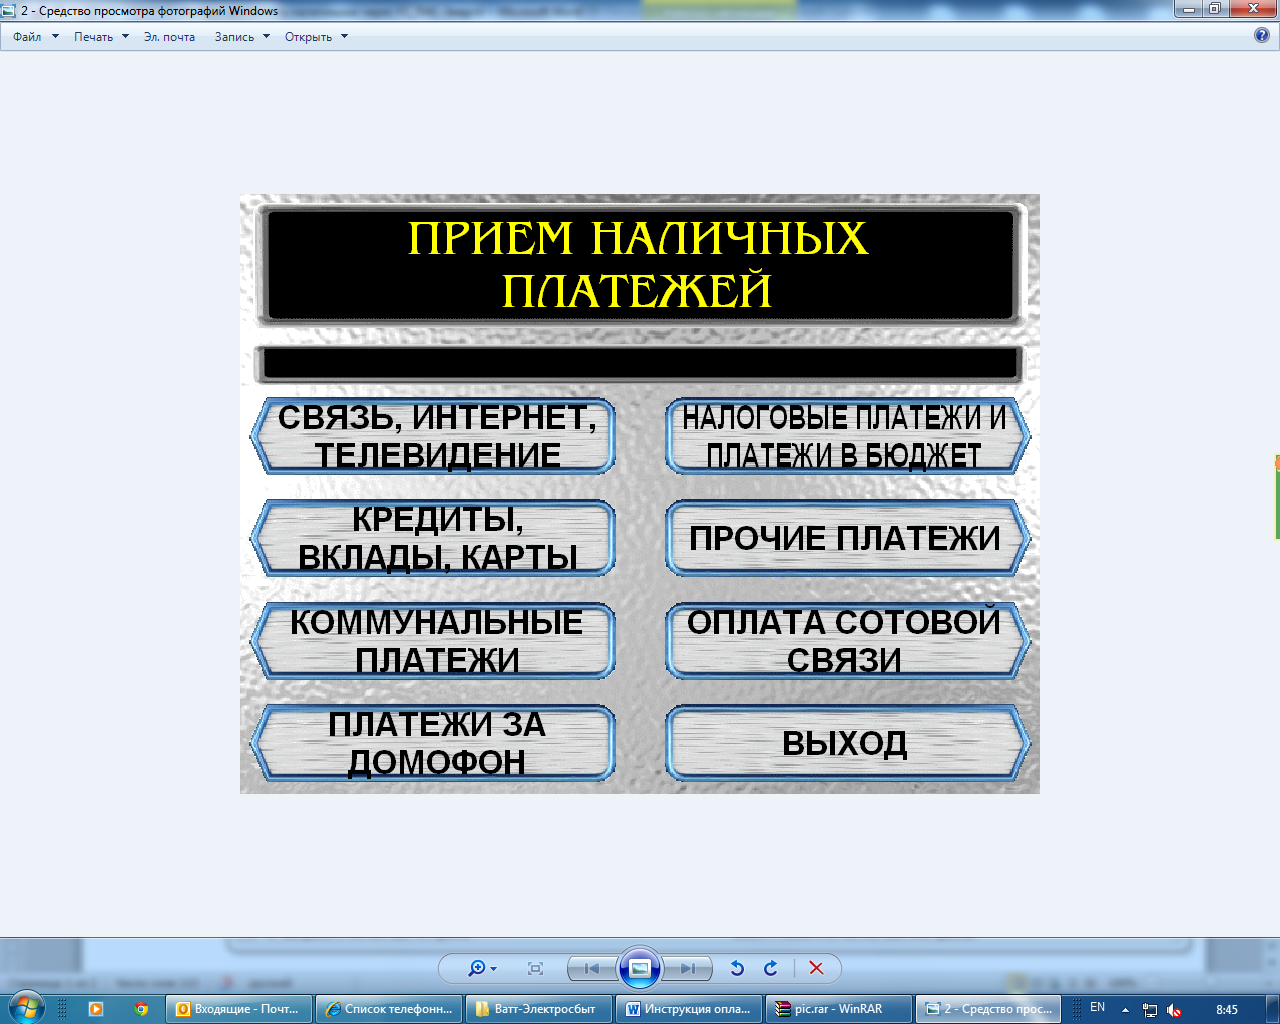 2 - Средство просмотра фотографий Windows
Файл Печать Эл. почта Запись Открыть
ПРИЕМ НАЛИЧНЫХ
ПЛАТЕЖЕЙ
СВЯЗЬ, ИНТЕРНЕТ,
ТЕЛЕВИДЕНИЕ
НАЛОГОВЫЕ ПЛАТЕЖИ И
ПЛАТЕЖИ В БЮДЖЕТ
КРЕДИТЫ,
ВКЛАДЫ, КАРТЫ
ПРОЧИЕ ПЛАТЕЖИ
КОММУНАЛЬНЫЕ
ПЛАТЕЖИ
ОПЛАТА СОТОВОЙ
СВЯЗИ
ПЛАТЕЖИ ЗА
ДОМОФОН
ВЫХОД
Входящие - Почт... Список телефонн... Ватт-Электросбыт Инструкция опла... pic.rar - WinRAR 2 - Средство прос... EN 8:45